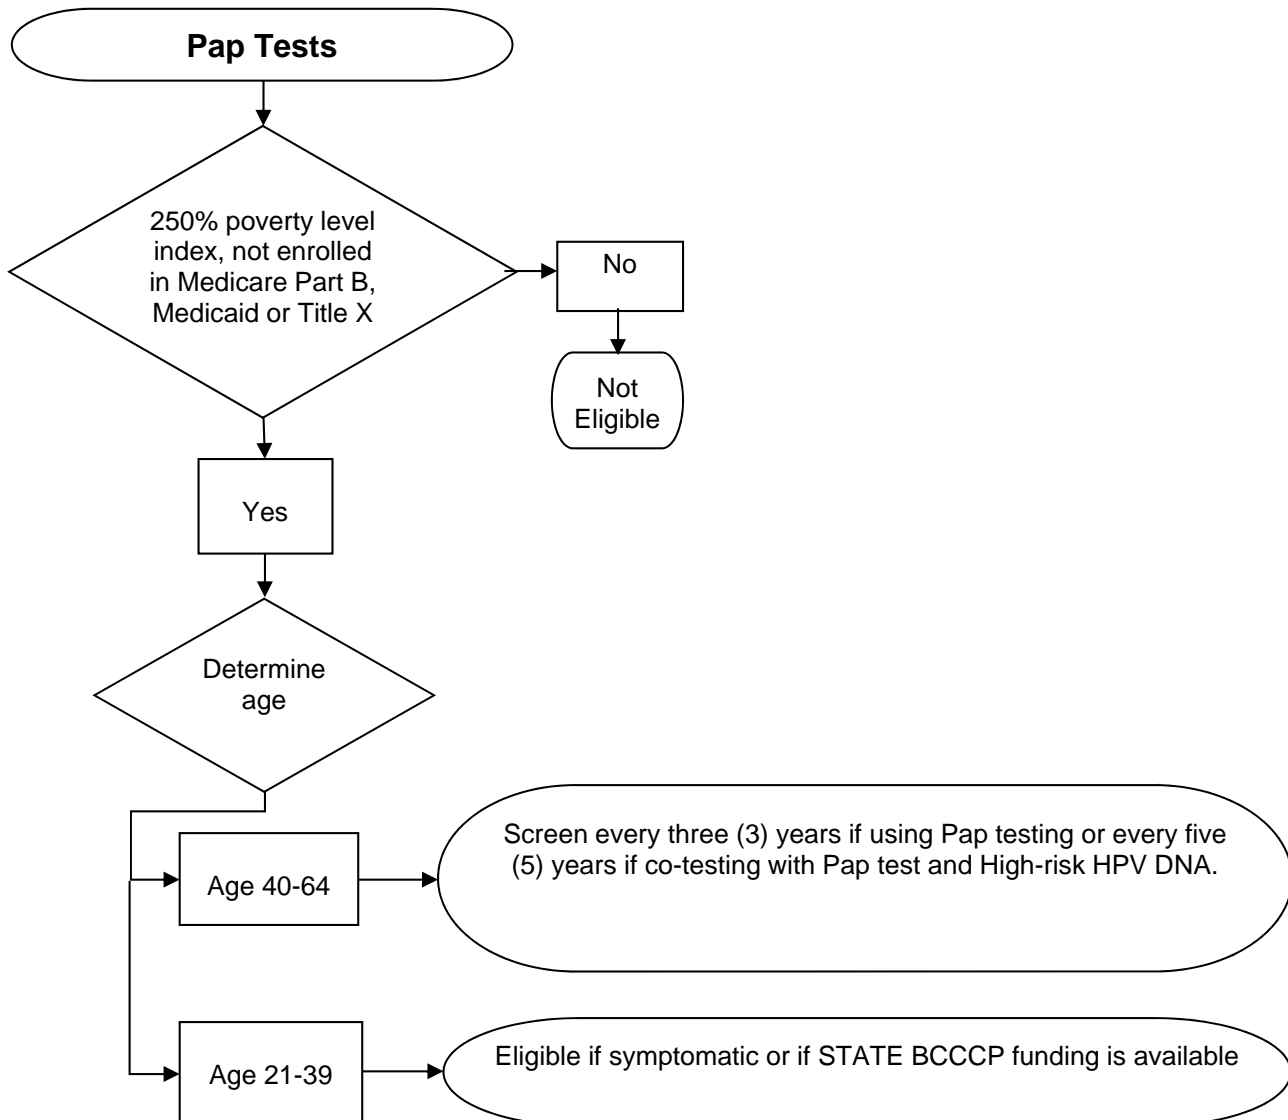 Pap Tests
250% poverty level
index, not enrolled
in Medicare Part B,
Medicaid or Title X
No
Not
Eligible
Yes
Determine
age
Age 40-64
Screen every three (3) years if using Pap testing or every five
(5) years if co-testing with Pap test and High-risk HPV DNA.
Age 21-39
Eligible if symptomatic or if STATE BCCCP funding is available